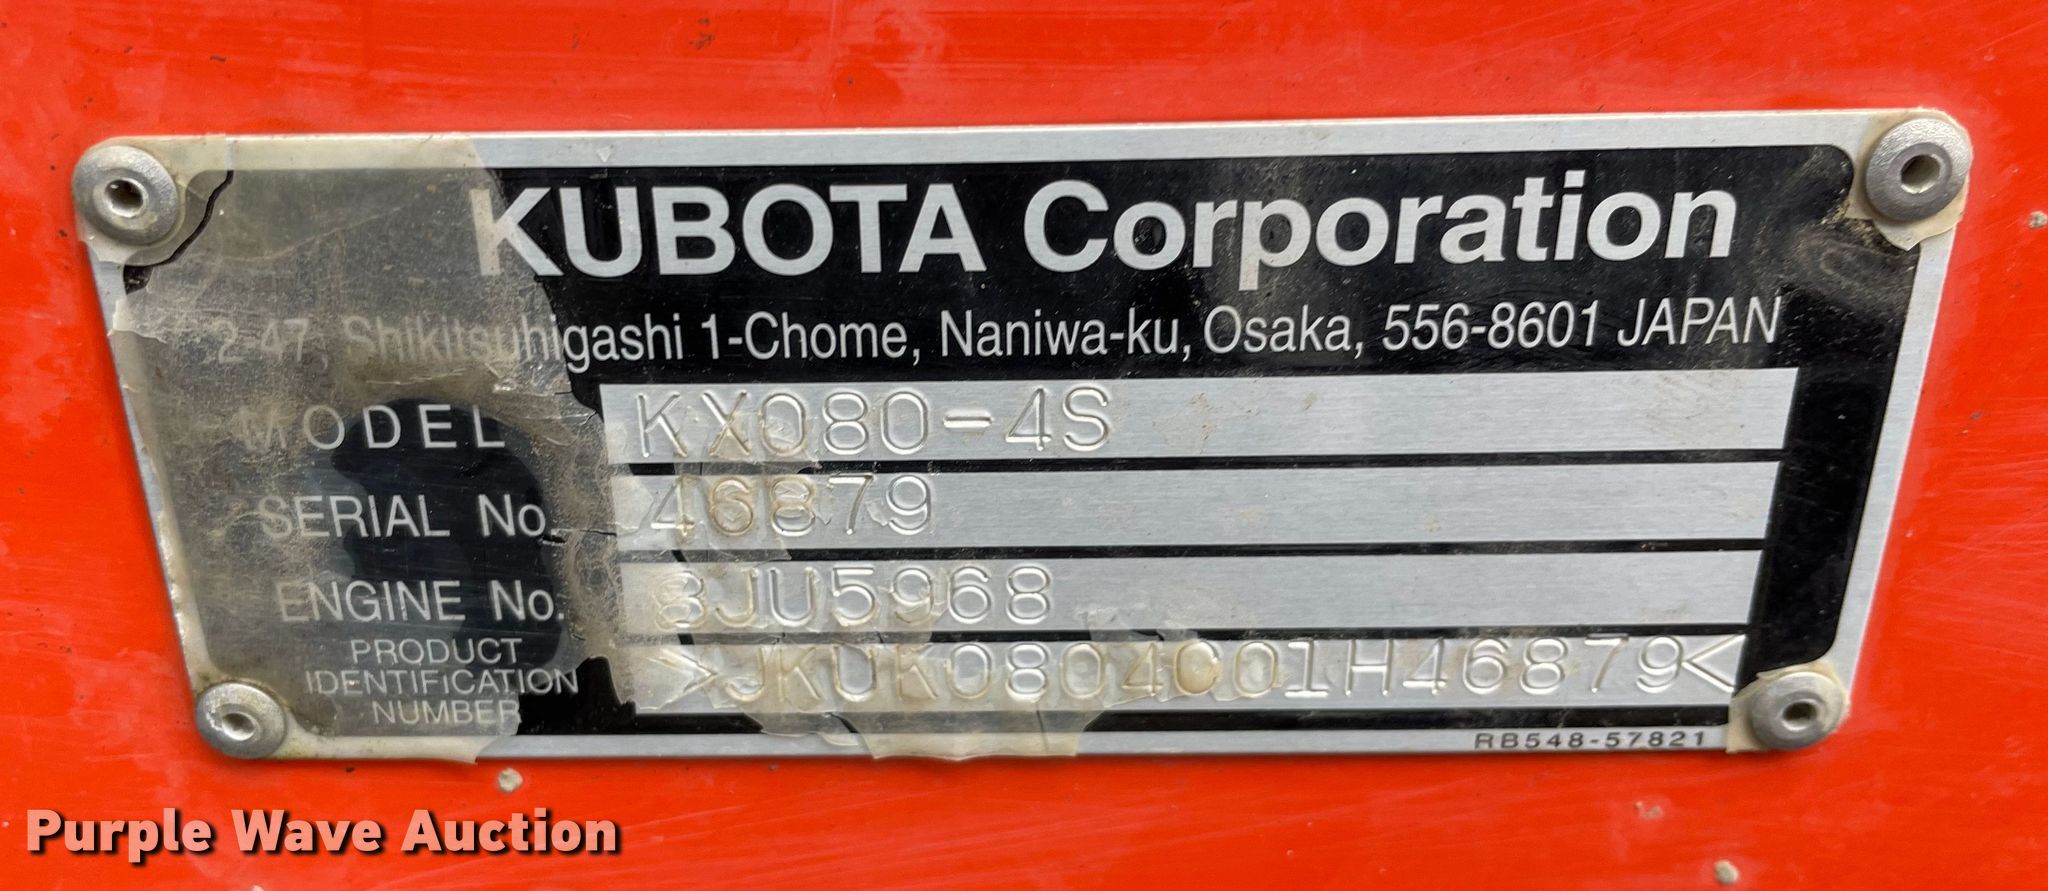 KUBOTA Corporation
2-47, Shikitsuhigashi 1-Chome, Naniwa-ku, Osaka, 556-8601 JAPAN
MODEL KX080-4S
SERIAL No. 46879
ENGINE No. 8JU5968
PRODUCT IDENTIFICATION NUMBER >JKUK0804C01H46879<
RB548-57821
Purple Wave Auction